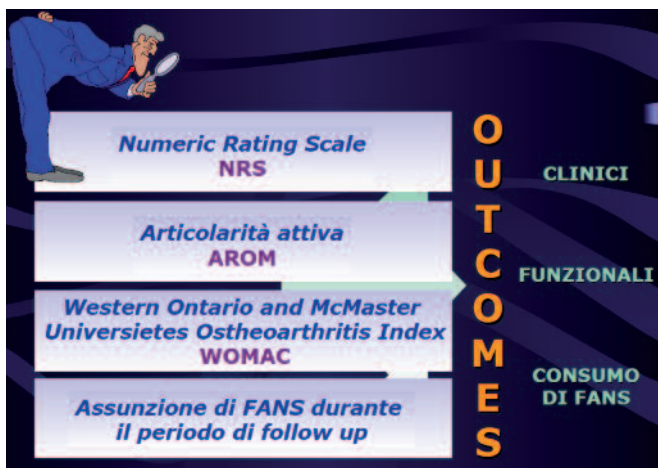 Numeric Rating Scale
NRS
Articolarità attiva
AROM
Western Ontario and McMaster
Universietes Ostheoarthritis Index
WOMAC
Assunzione di FANS durante
il periodo di follow up
OUTCOMES
CLINICI
FUNZIONALI
CONSUMO
DI FANS